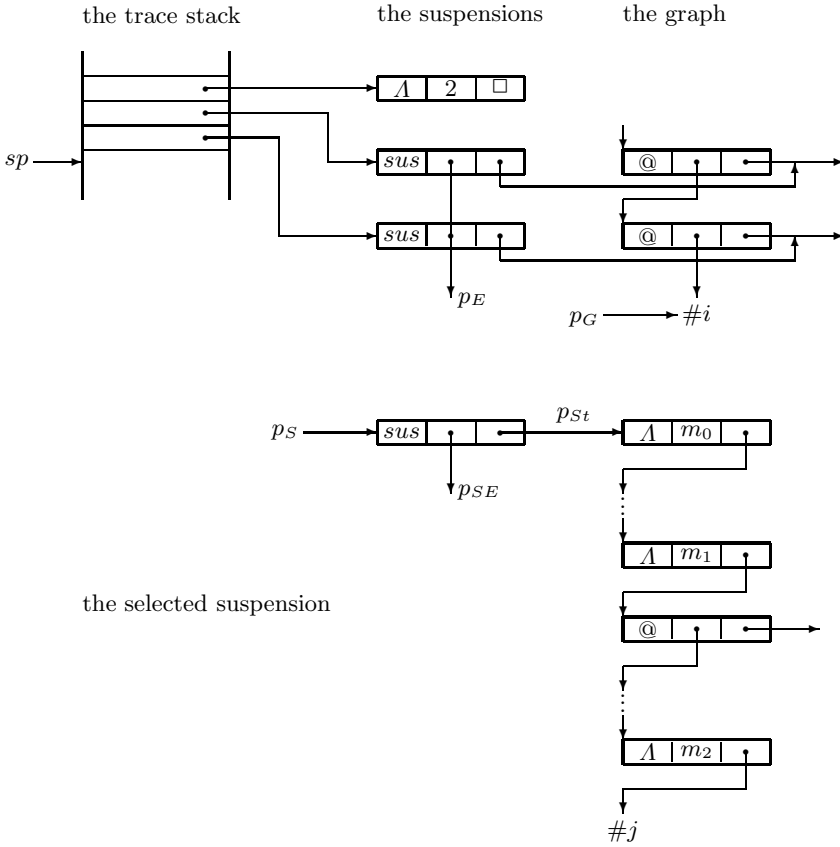 the trace stack the suspensions the graph
Λ 2 □
sp sus @
sus @
p_E
p_G #i
p_S sus p_St Λ m_0
p_SE
Λ m_1
the selected suspension
@
Λ m_2
#j